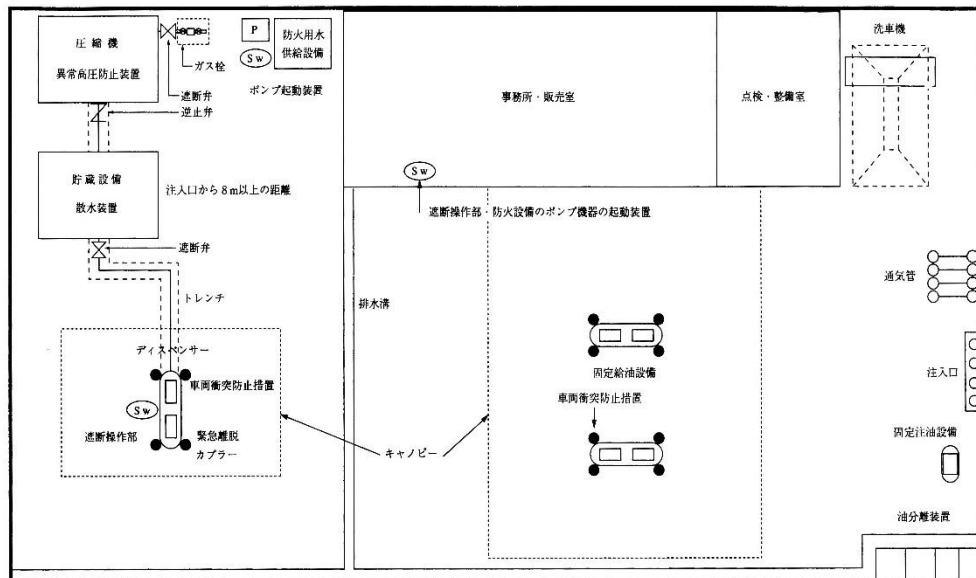 圧縮機
異常高圧防止装置
ガス栓
遮断弁
逆止弁
P
Sw
防火用水
供給設備
ポンプ起動装置
事務所・販売室
点検・整備室
洗車機
貯蔵設備
散水装置
注入口から8m以上の距離
Sw
遮断操作部・防火設備のポンプ機器の起動装置
遮断弁
トレンチ
排水溝
通気管
ディスペンサー
車両衝突防止措置
Sw
遮断操作部
緊急離脱
カプラー
キャノピー
固定給油設備
車両衝突防止措置
注入口
固定注油設備
油分離装置